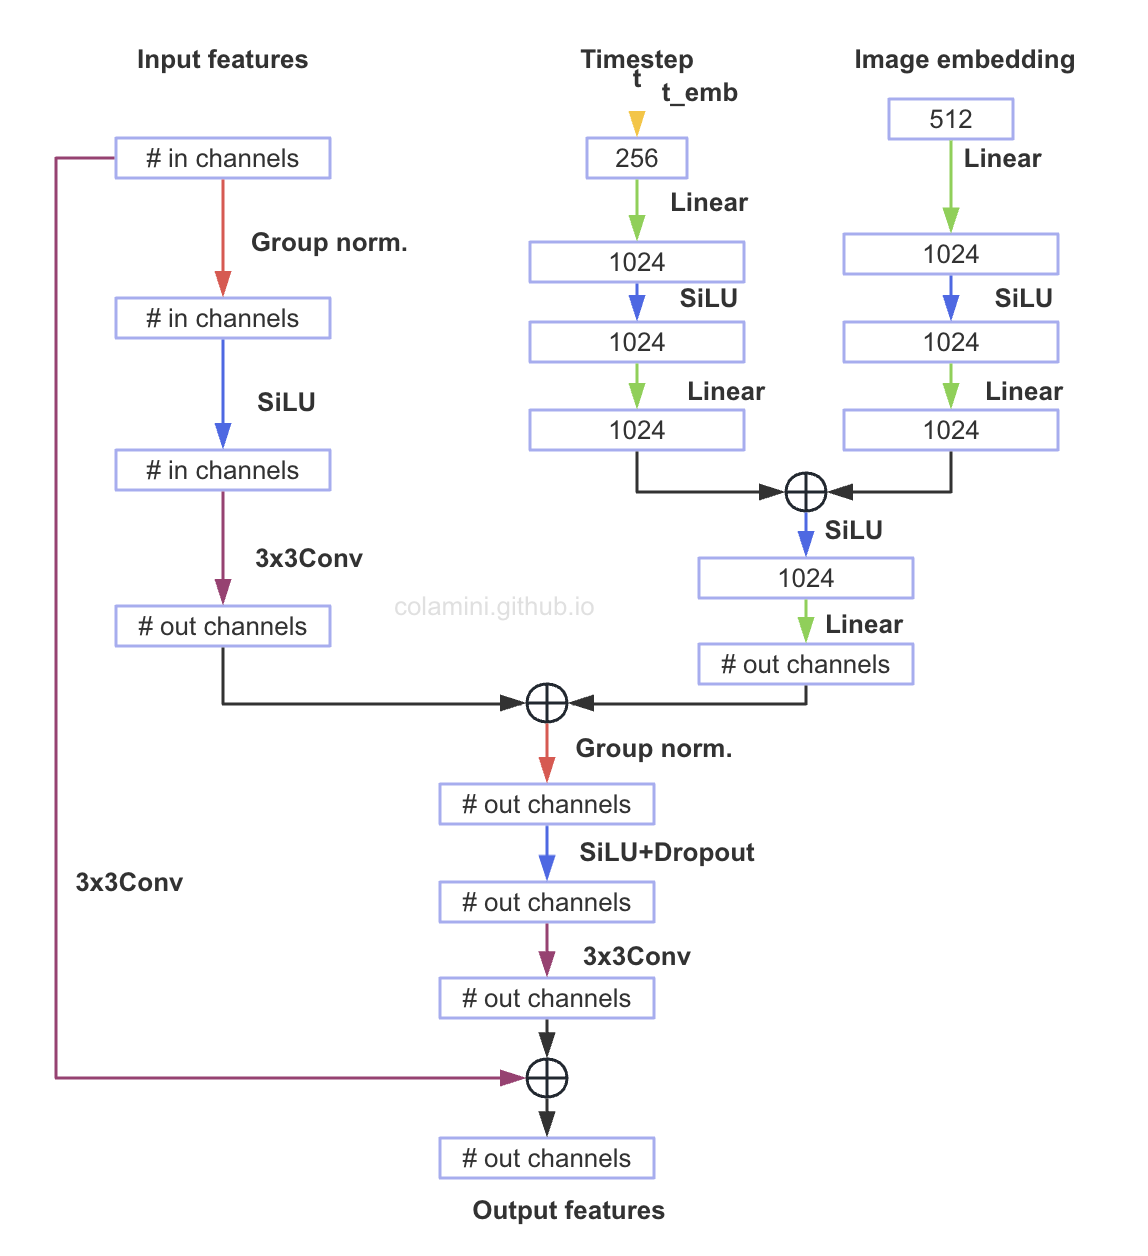 Input features
Timestep
Image embedding
t
t_emb
512
# in channels
256
Linear
Linear
Group norm.
1024
1024
SiLU
SiLU
# in channels
1024
1024
SiLU
Linear
Linear
1024
1024
# in channels
SiLU
3x3Conv
1024
colamini.github.io
# out channels
Linear
# out channels
Group norm.
# out channels
SiLU+Dropout
3x3Conv
# out channels
3x3Conv
# out channels
# out channels
Output features